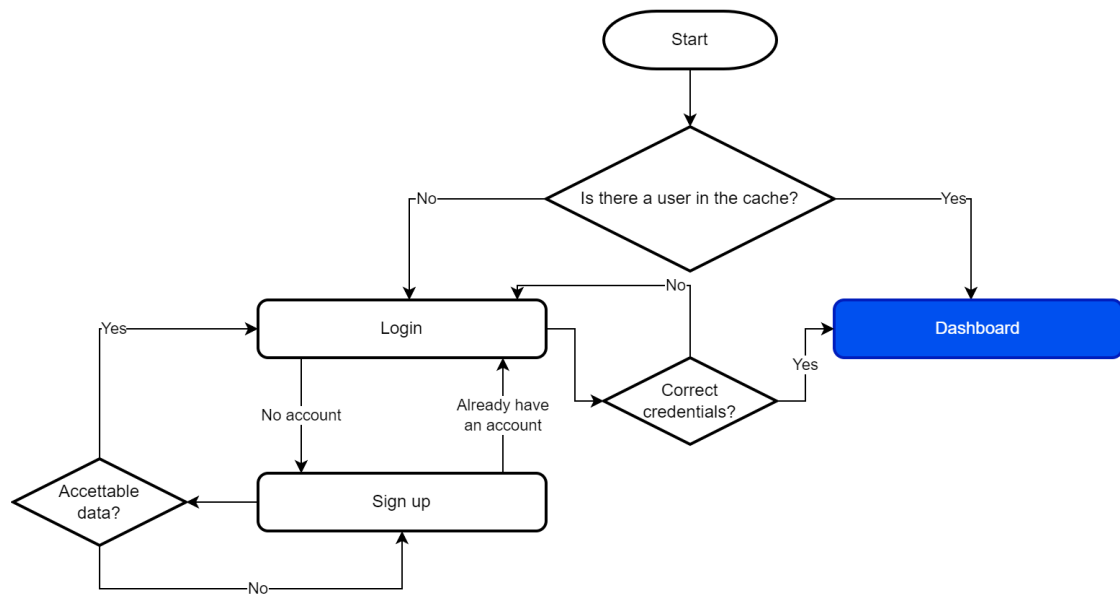 Start
Is there a user in the cache?
No
Yes
No
Login
Dashboard
Yes
Yes
Correct
credentials?
No account
Already have
an account
Accettable
data?
Sign up
No